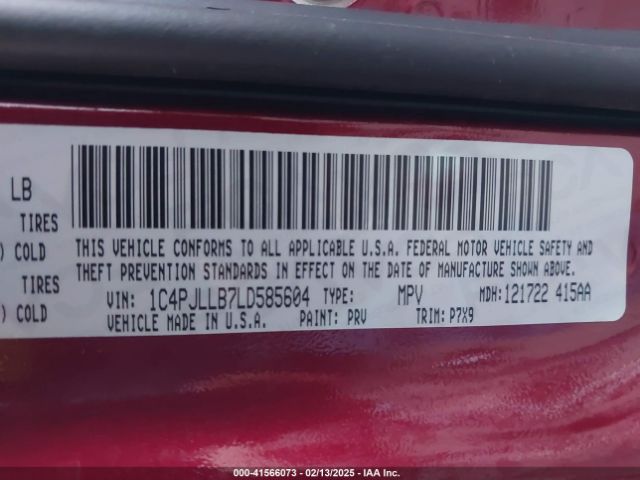 LB
TIRES
) COLD
TIRES
) COLD
THIS VEHICLE CONFORMS TO ALL APPLICABLE U.S.A. FEDERAL MOTOR VEHICLE SAFETY AND
THEFT PREVENTION STANDARDS IN EFFECT ON THE DATE OF MANUFACTURE SHOWN ABOVE.
VIN: 1C4PJLLB7LD585604 TYPE: MPV MDH:121722 415AA
VEHICLE MADE IN U.S.A. PAINT: PRV TRIM: P7X9
000-41566073 — 02/13/2025 — IAA Inc.